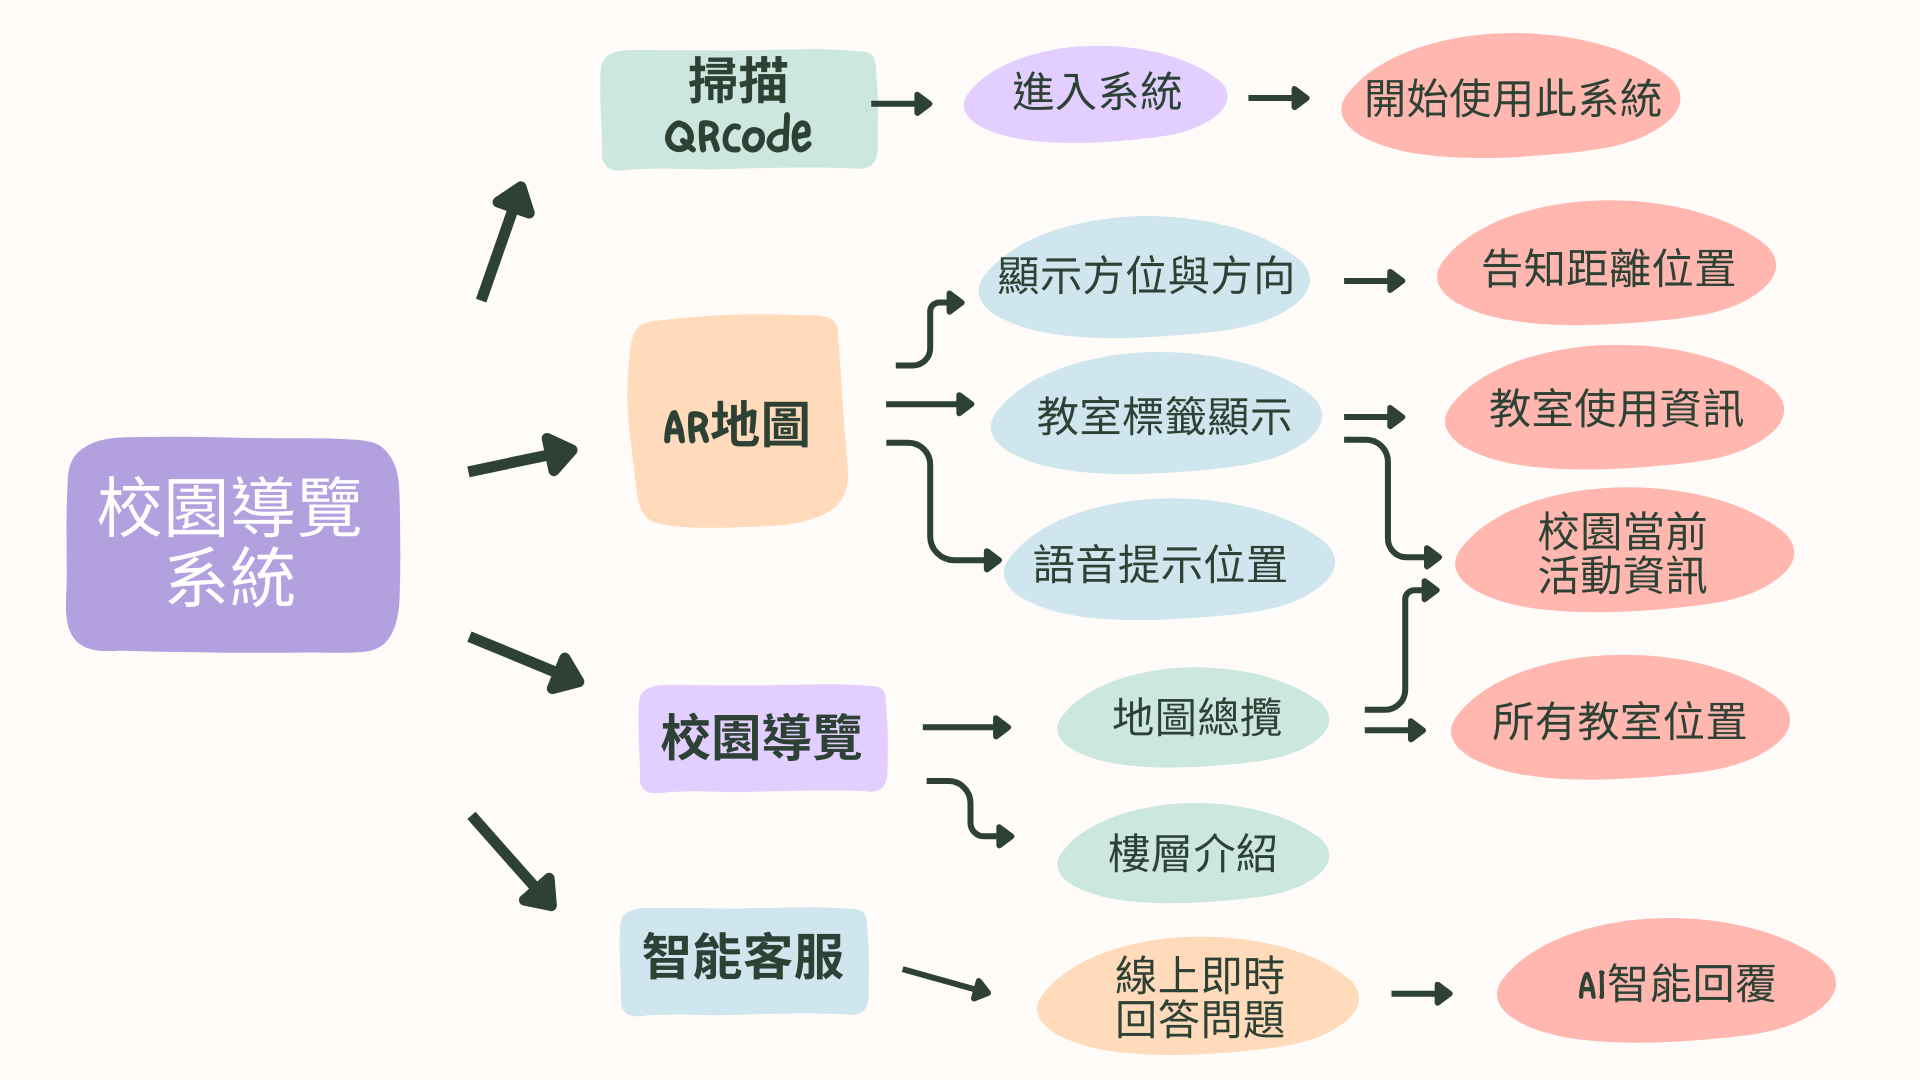 掃描
QRcode
進入系統
開始使用此系統
顯示方位與方向
告知距離位置
AR地圖
教室標籤顯示
教室使用資訊
校園導覽
系統
語音提示位置
校園當前
活動資訊
校園導覽
地圖總攬
所有教室位置
樓層介紹
智能客服
線上即時
回答問題
AI智能回覆